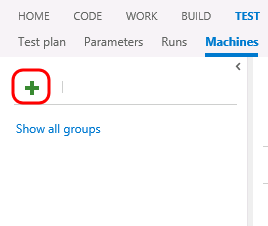 HOME CODE WORK BUILD TEST
Test plan Parameters Runs Machines
Show all groups